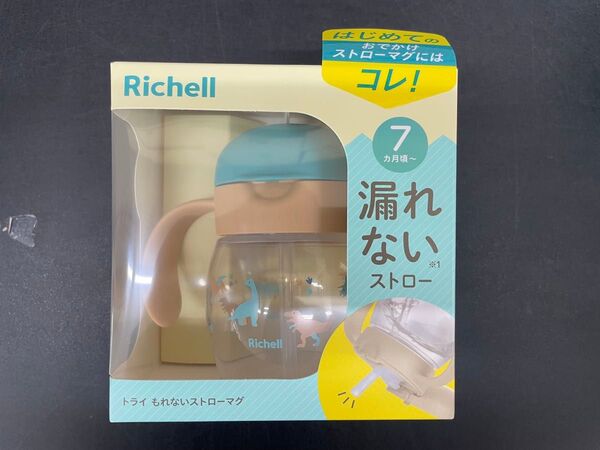 はじめての
おでかけ
ストローマグには
コレ！
Richell
7
カ月頃〜
漏れ
ない
※1
ストロー
Richell
トライ もれないストローマグ